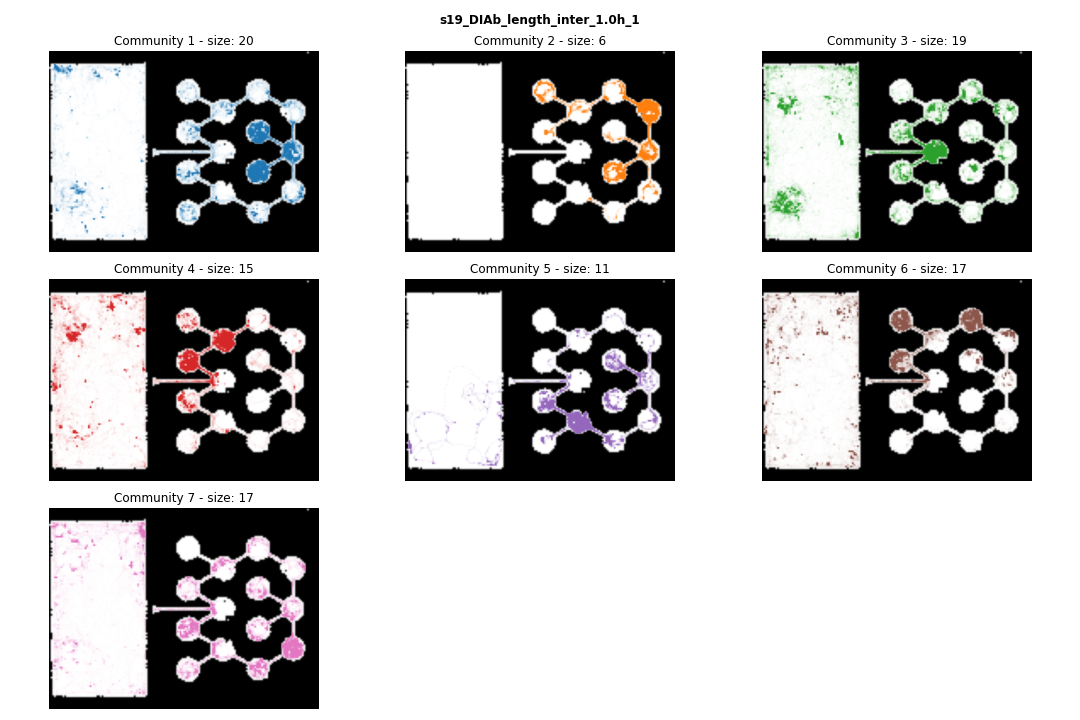 s19_DIAb_length_inter_1.0h_1
Community 1 - size: 20
Community 2 - size: 6
Community 3 - size: 19
Community 4 - size: 15
Community 5 - size: 11
Community 6 - size: 17
Community 7 - size: 17